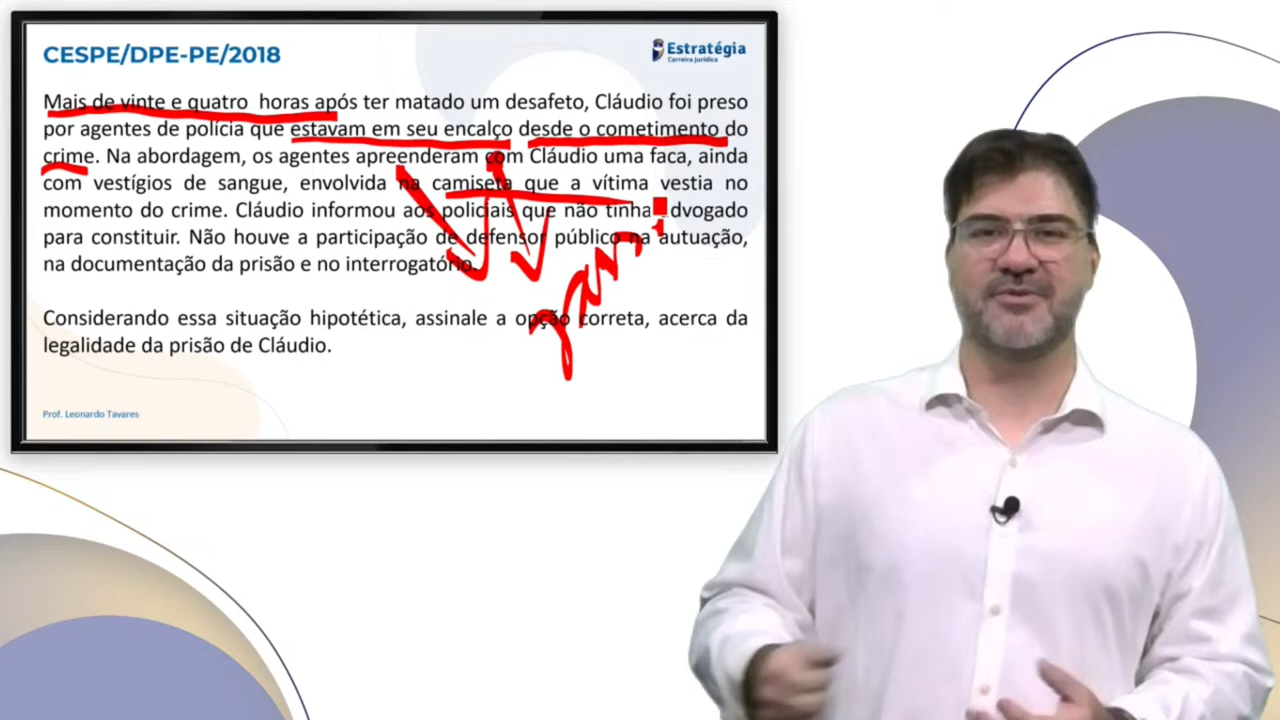 CESPE/DPE-PE/2018
Estratégia
Carreira Jurídica
Mais de vinte e quatro horas após ter matado um desafeto, Cláudio foi preso
por agentes de polícia que estavam em seu encalço desde o cometimento do
crime. Na abordagem, os agentes apreenderam com Cláudio uma faca, ainda
com vestígios de sangue, envolvida na camiseta que a vítima vestia no
momento do crime. Cláudio informou aos policiais que não tinha advogado
para constituir. Não houve a participação de defensor público na autuação,
na documentação da prisão e no interrogatório.
Considerando essa situação hipotética, assinale a opção correta, acerca da
legalidade da prisão de Cláudio.
Prof. Leonardo Tavares